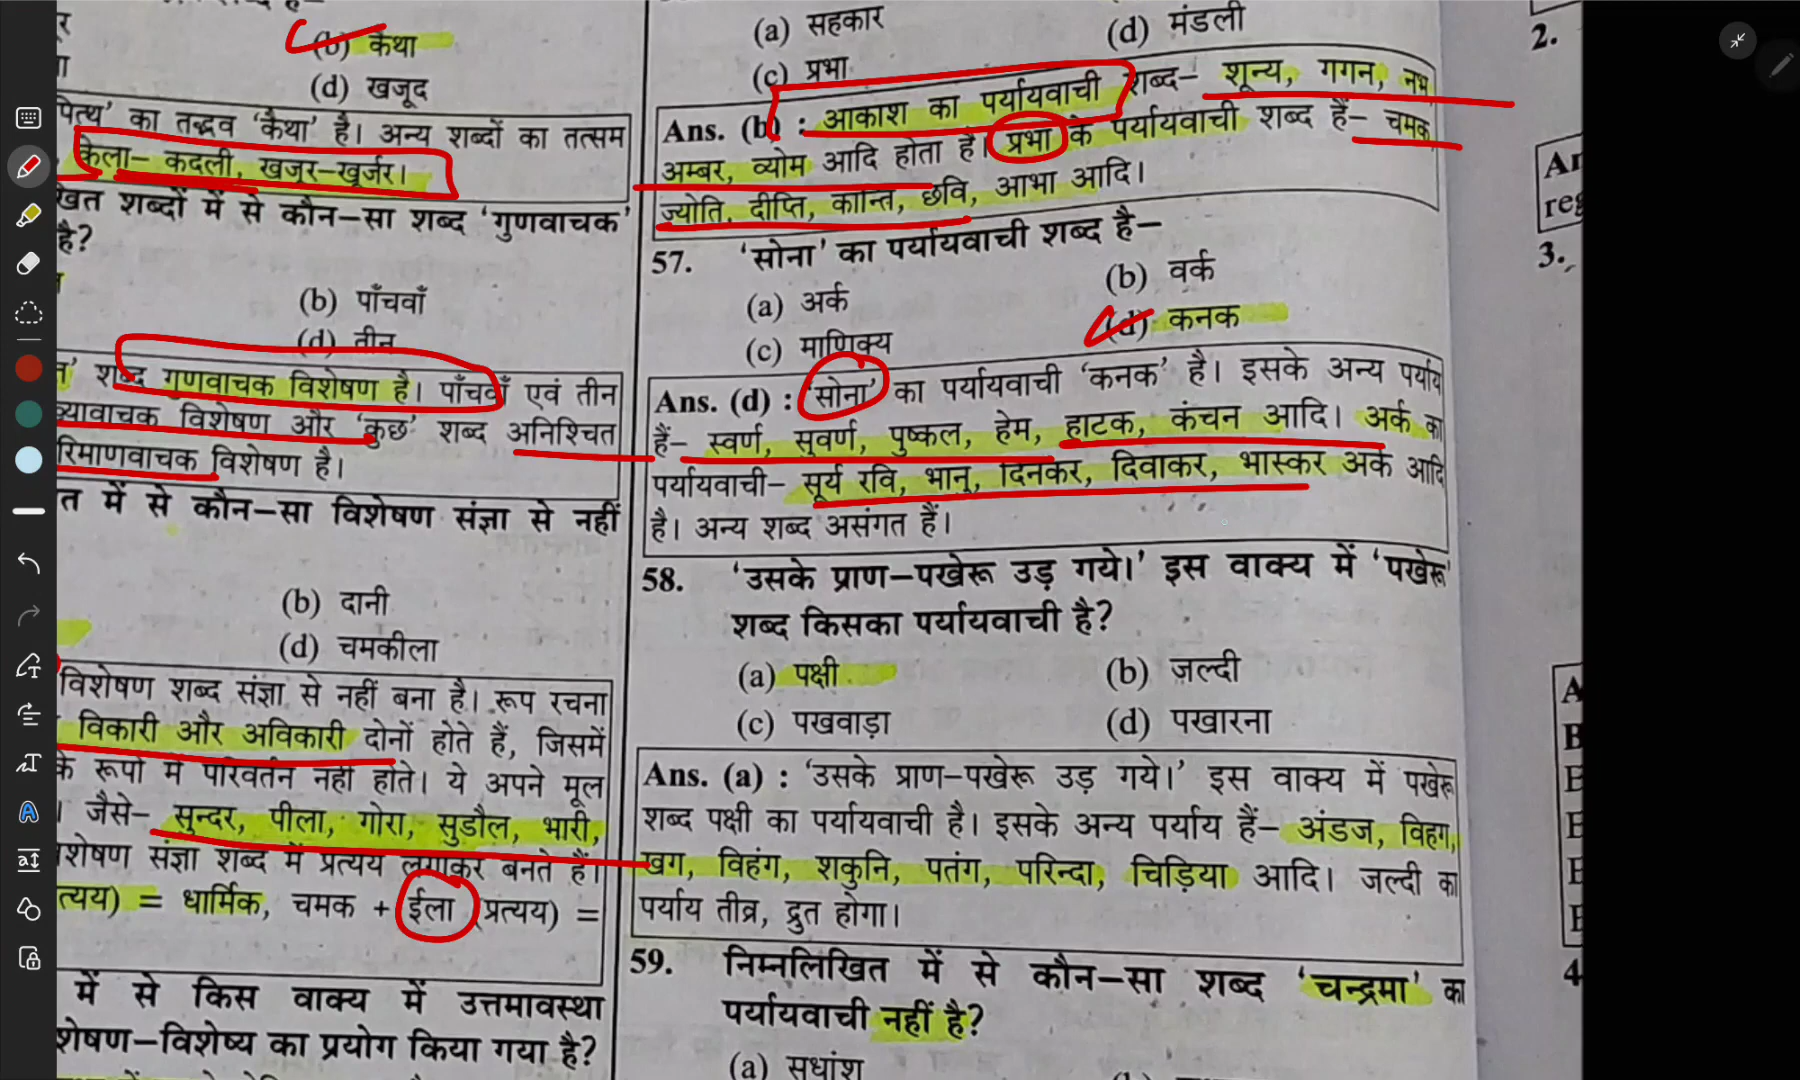 (b) कैथा
(d) खजूद
पित्थ' का तद्भव 'कैथा' है। अन्य शब्दों का तत्सम
केला– कदली, खजूर–खर्जूर।
खित शब्दों में से कौन–सा शब्द 'गुणवाचक'
है?
(b) पाँचवाँ
(d) तीन
शब्द गुणवाचक विशेषण है। पाँचवाँ एवं तीन
ख्यावाचक विशेषण और 'कुछ' शब्द अनिश्चित
रिमाणवाचक विशेषण है।
त में से कौन–सा विशेषण संज्ञा से नहीं
(b) दानी
(d) चमकीला
विशेषण शब्द संज्ञा से नहीं बना है। रूप रचना
विकारी और अविकारी दोनों होते हैं, जिसमें
के रूपों में परिवर्तन नहीं होते। ये अपने मूल
। जैसे– सुन्दर, पीला, गोरा, सुडौल, भारी,
शेषण संज्ञा शब्द में प्रत्यय लगाकर बनते हैं।
त्यय) = धार्मिक, चमक + ईला (प्रत्यय) =
में से किस वाक्य में उत्तमावस्था
शेषण–विशेष्य का प्रयोग किया गया है?
(a) सहकार
(d) मंडली
(c) प्रभा
Ans. (b) : आकाश का पर्यायवाची शब्द– शून्य, गगन, नभ
अम्बर, व्योम आदि होता है। प्रभा के पर्यायवाची शब्द हैं– चमक
ज्योति, दीप्ति, कान्ति, छवि, आभा आदि।
57. 'सोना' का पर्यायवाची शब्द है–
(a) अर्क (b) वर्क
(c) माणिक्य (d) कनक
Ans. (d) : 'सोना' का पर्यायवाची 'कनक' है। इसके अन्य पर्याय
हैं– स्वर्ण, सुवर्ण, पुष्कल, हेम, हाटक, कंचन आदि। अर्क का
पर्यायवाची– सूर्य रवि, भानु, दिनकर, दिवाकर, भास्कर अर्क आदि
है। अन्य शब्द असंगत हैं।
58. 'उसके प्राण–पखेरू उड़ गये।' इस वाक्य में 'पखेरू'
शब्द किसका पर्यायवाची है?
(a) पक्षी (b) जल्दी
(c) पखवाड़ा (d) पखारना
Ans. (a) : 'उसके प्राण–पखेरू उड़ गये।' इस वाक्य में पखेरू
शब्द पक्षी का पर्यायवाची है। इसके अन्य पर्याय हैं– अंडज, विहग,
खग, विहंग, शकुनि, पतंग, परिन्दा, चिड़िया आदि। जल्दी का
पर्याय तीव्र, द्रुत होगा।
59. निम्नलिखित में से कौन–सा शब्द 'चन्द्रमा' का
पर्यायवाची नहीं है?
(a) सुधांशु
2.
3.
4